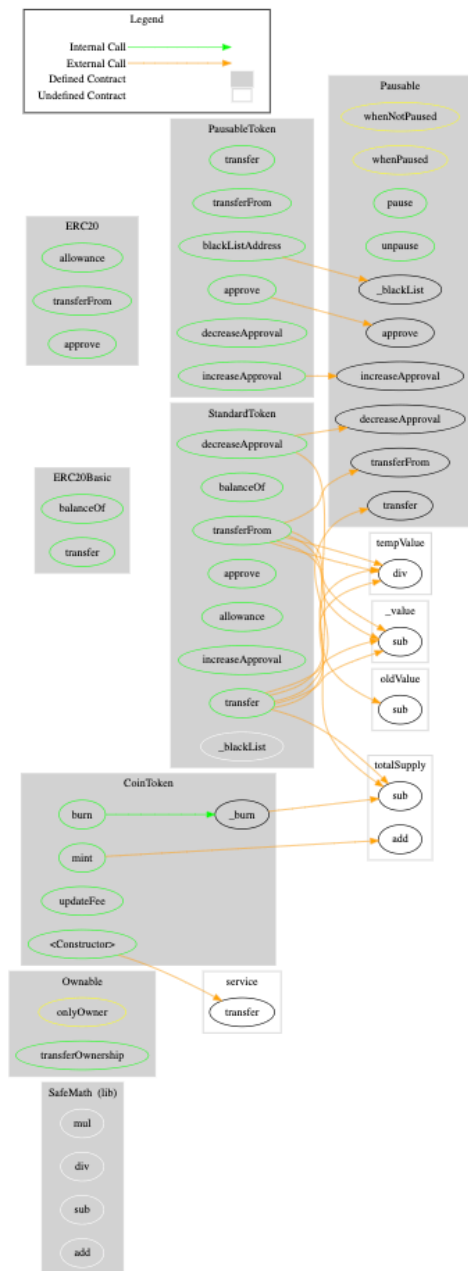 Legend
Internal Call
External Call
Defined Contract
Undefined Contract
Pausable
whenNotPaused
whenPaused
pause
unpause
_blackList
approve
increaseApproval
decreaseApproval
transferFrom
transfer
PausableToken
transfer
transferFrom
blackListAddress
approve
decreaseApproval
increaseApproval
ERC20
allowance
transferFrom
approve
StandardToken
decreaseApproval
balanceOf
transferFrom
approve
allowance
increaseApproval
transfer
_blackList
ERC20Basic
balanceOf
transfer
tempValue
div
_value
sub
oldValue
sub
totalSupply
sub
add
CoinToken
burn
_burn
mint
updateFee
<Constructor>
Ownable
onlyOwner
transferOwnership
service
transfer
SafeMath (lib)
mul
div
sub
add